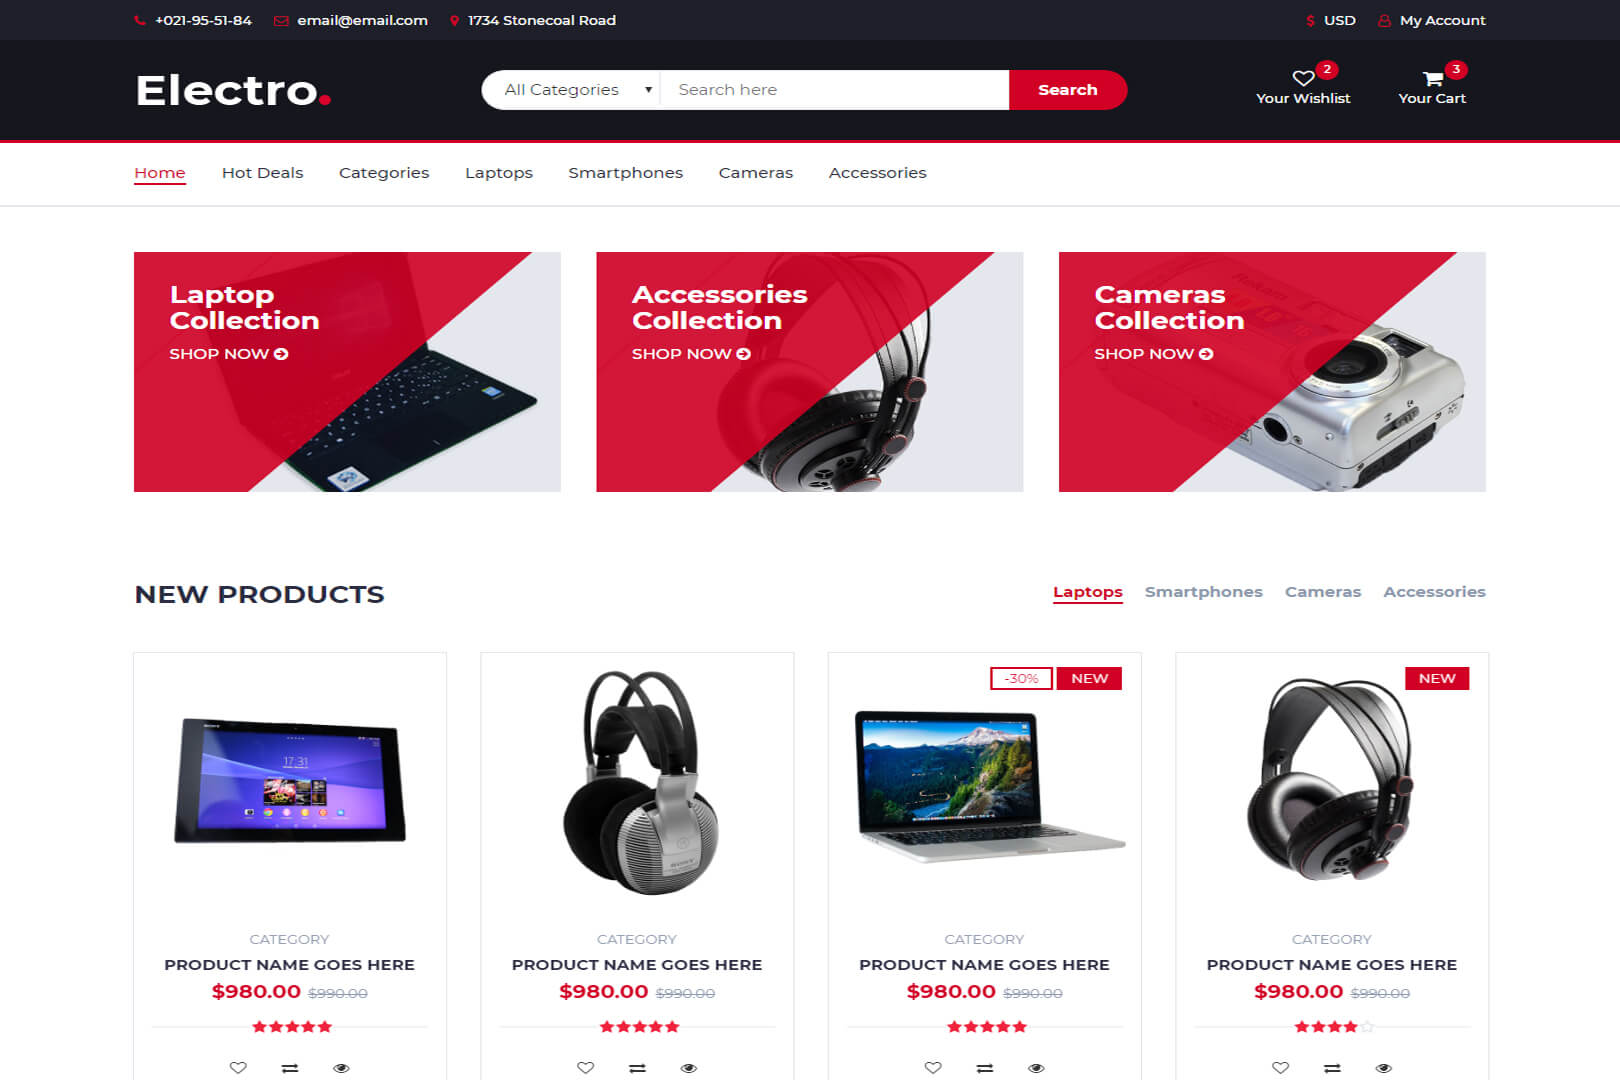 +021-95-51-84 email@email.com 1734 Stonecoal Road $ USD My Account
Electro.
All Categories Search here Search
2
Your Wishlist
3
Your Cart
Home Hot Deals Categories Laptops Smartphones Cameras Accessories
Laptop
Collection
SHOP NOW
Accessories
Collection
SHOP NOW
Cameras
Collection
SHOP NOW
NEW PRODUCTS
Laptops Smartphones Cameras Accessories
SONY
17 31
CATEGORY
PRODUCT NAME GOES HERE
$980.00 $990.00
SONY
CATEGORY
PRODUCT NAME GOES HERE
$980.00 $990.00
-30% NEW
CATEGORY
PRODUCT NAME GOES HERE
$980.00 $990.00
NEW
CATEGORY
PRODUCT NAME GOES HERE
$980.00 $990.00